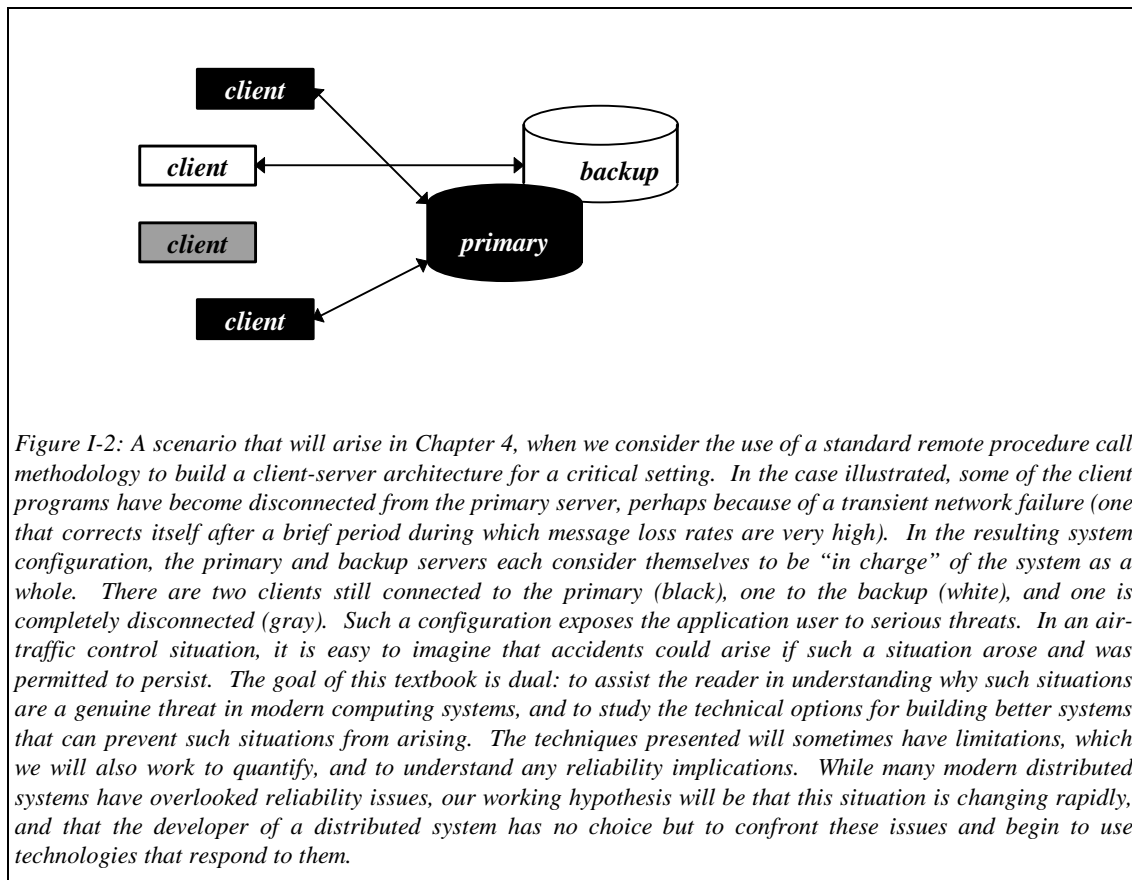 client
client
backup
client
primary
client
Figure I-2: A scenario that will arise in Chapter 4, when we consider the use of a standard remote procedure call
methodology to build a client-server architecture for a critical setting. In the case illustrated, some of the client
programs have become disconnected from the primary server, perhaps because of a transient network failure (one
that corrects itself after a brief period during which message loss rates are very high). In the resulting system
configuration, the primary and backup servers each consider themselves to be “in charge” of the system as a
whole. There are two clients still connected to the primary (black), one to the backup (white), and one is
completely disconnected (gray). Such a configuration exposes the application user to serious threats. In an air-
traffic control situation, it is easy to imagine that accidents could arise if such a situation arose and was
permitted to persist. The goal of this textbook is dual: to assist the reader in understanding why such situations
are a genuine threat in modern computing systems, and to study the technical options for building better systems
that can prevent such situations from arising. The techniques presented will sometimes have limitations, which
we will also work to quantify, and to understand any reliability implications. While many modern distributed
systems have overlooked reliability issues, our working hypothesis will be that this situation is changing rapidly,
and that the developer of a distributed system has no choice but to confront these issues and begin to use
technologies that respond to them.